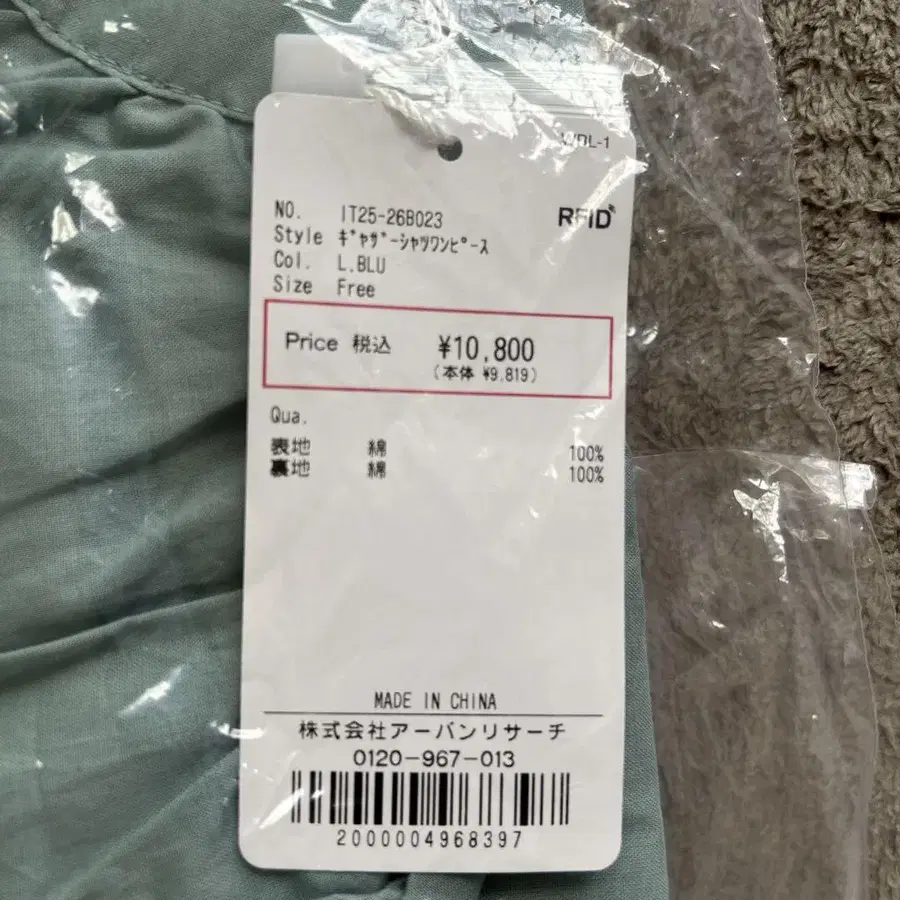 WBL-1
RFID
NO. IT25-26B023
Style ｷﾞｬｻﾞｰｼｬﾂﾜﾝﾋﾟｰｽ
Col. L.BLU
Size Free
Price 税込 ¥10,800
(本体 ¥9,819)
Qua.
表地 綿 100%
裏地 綿 100%
MADE IN CHINA
株式会社アーバンリサーチ
0120-967-013
2000004968397